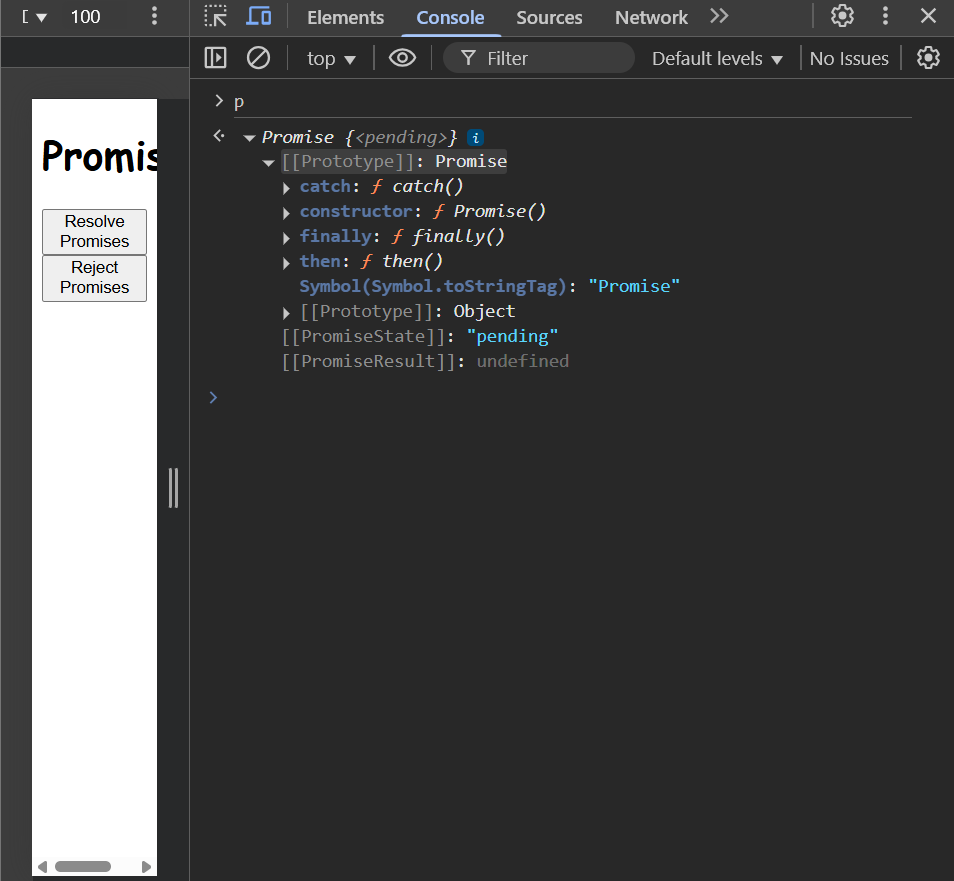 [ 100
Elements Console Sources Network
top Filter Default levels No Issues
Promis
Resolve
Promises
Reject
Promises
p
Promise {<pending>} i
[[Prototype]]: Promise
catch: ƒ catch()
constructor: ƒ Promise()
finally: ƒ finally()
then: ƒ then()
Symbol(Symbol.toStringTag): "Promise"
[[Prototype]]: Object
[[PromiseState]]: "pending"
[[PromiseResult]]: undefined